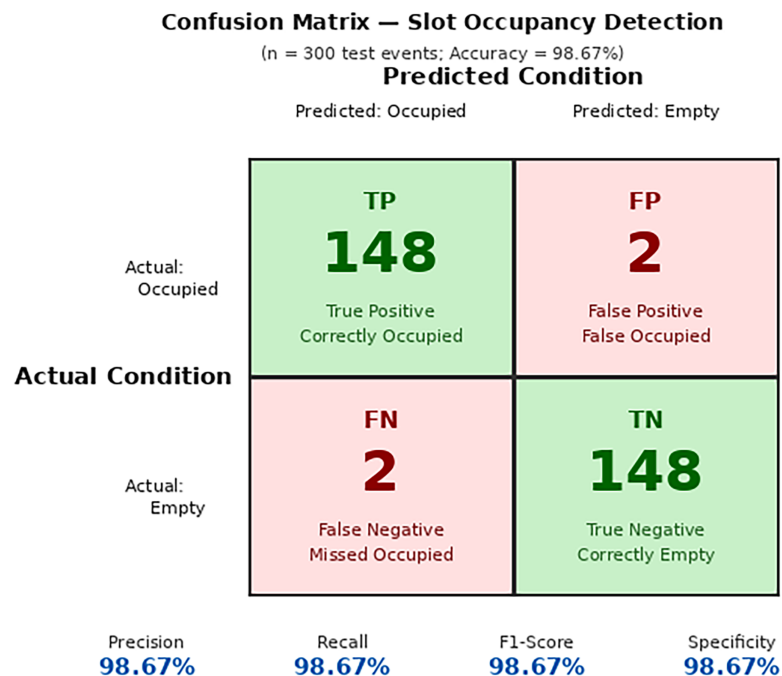 Confusion Matrix — Slot Occupancy Detection
(n = 300 test events; Accuracy = 98.67%)
Predicted Condition
Predicted: Occupied
Predicted: Empty
TP
148
True Positive
Correctly Occupied
FP
2
False Positive
False Occupied
Actual:
Occupied
Actual Condition
FN
2
False Negative
Missed Occupied
TN
148
True Negative
Correctly Empty
Actual:
Empty
Precision
98.67%
Recall
98.67%
F1-Score
98.67%
Specificity
98.67%